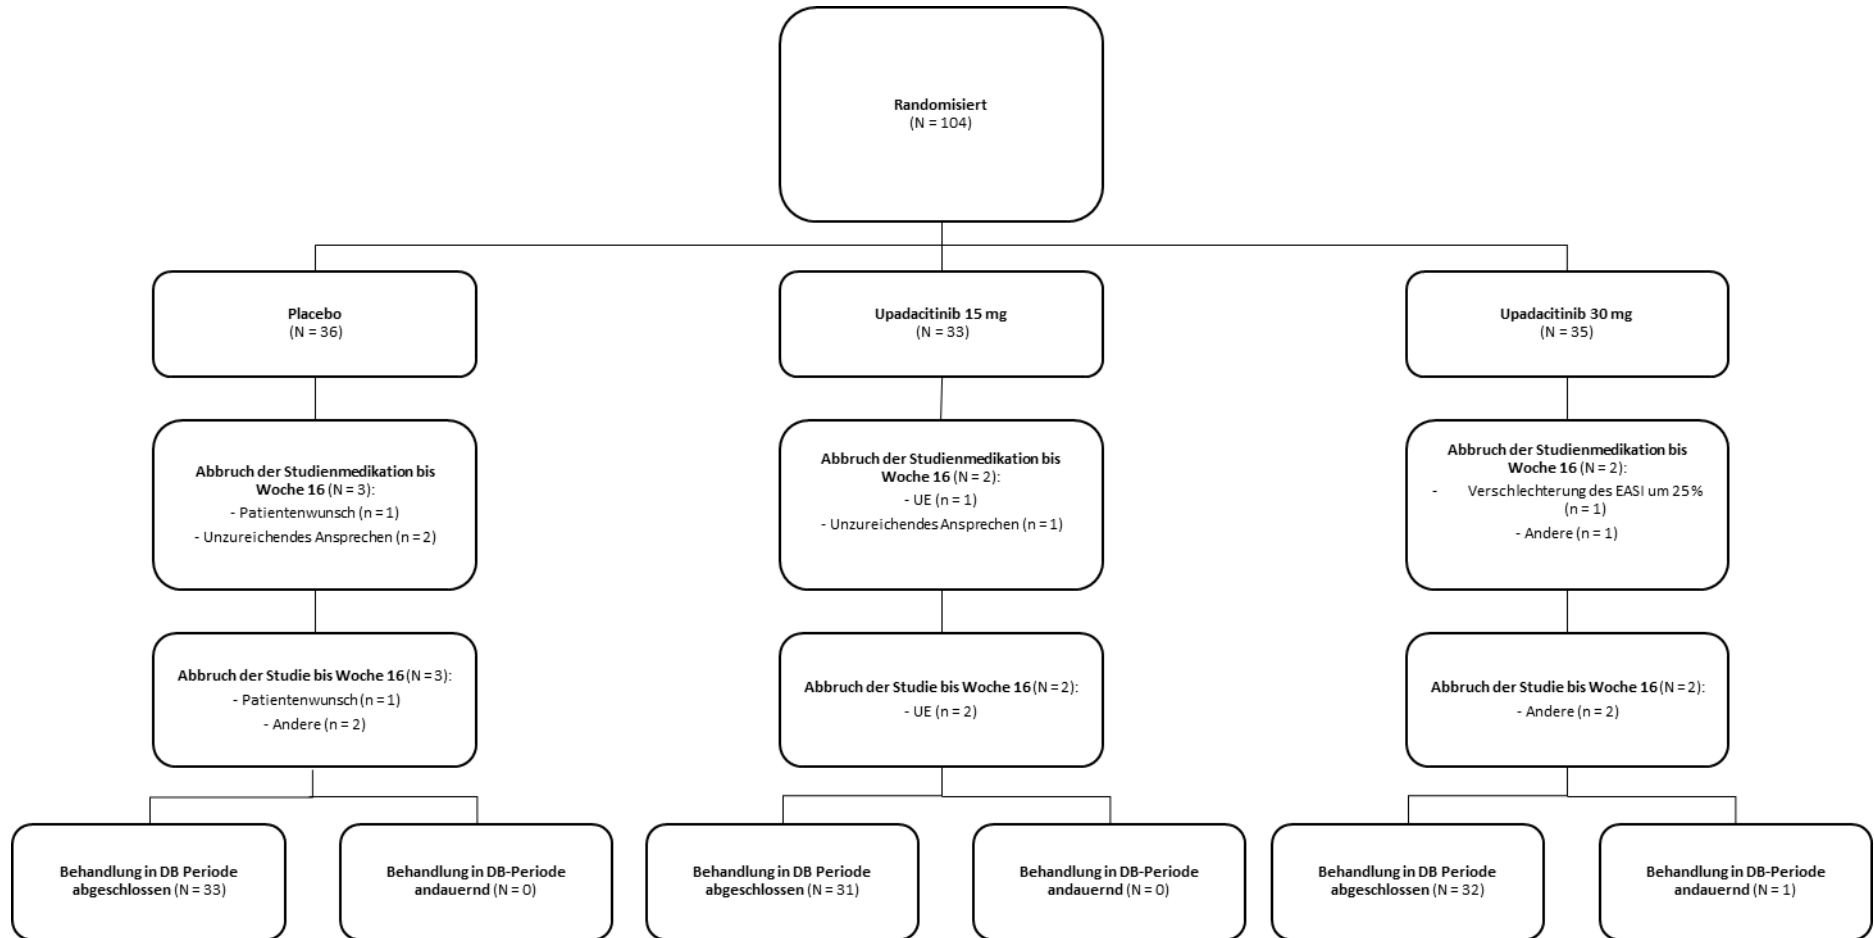 Randomisiert
(N = 104)
Placebo
(N = 36)
Upadacitinib 15 mg
(N = 33)
Upadacitinib 30 mg
(N = 35)
Abbruch der Studienmedikation bis
Woche 16 (N = 3):
- Patientenwunsch (n = 1)
- Unzureichendes Ansprechen (n = 2)
Abbruch der Studienmedikation bis
Woche 16 (N = 2):
- UE (n = 1)
- Unzureichendes Ansprechen (n = 1)
Abbruch der Studienmedikation bis
Woche 16 (N = 2):
- Verschlechterung des EASI um 25%
(n = 1)
- Andere (n = 1)
Abbruch der Studie bis Woche 16 (N = 3):
- Patientenwunsch (n = 1)
- Andere (n = 2)
Abbruch der Studie bis Woche 16 (N = 2):
- UE (n = 2)
Abbruch der Studie bis Woche 16 (N = 2):
- Andere (n = 2)
Behandlung in DB Periode
abgeschlossen (N = 33)
Behandlung in DB-Periode
andauernd (N = 0)
Behandlung in DB Periode
abgeschlossen (N = 31)
Behandlung in DB-Periode
andauernd (N = 0)
Behandlung in DB Periode
abgeschlossen (N = 32)
Behandlung in DB-Periode
andauernd (N = 1)